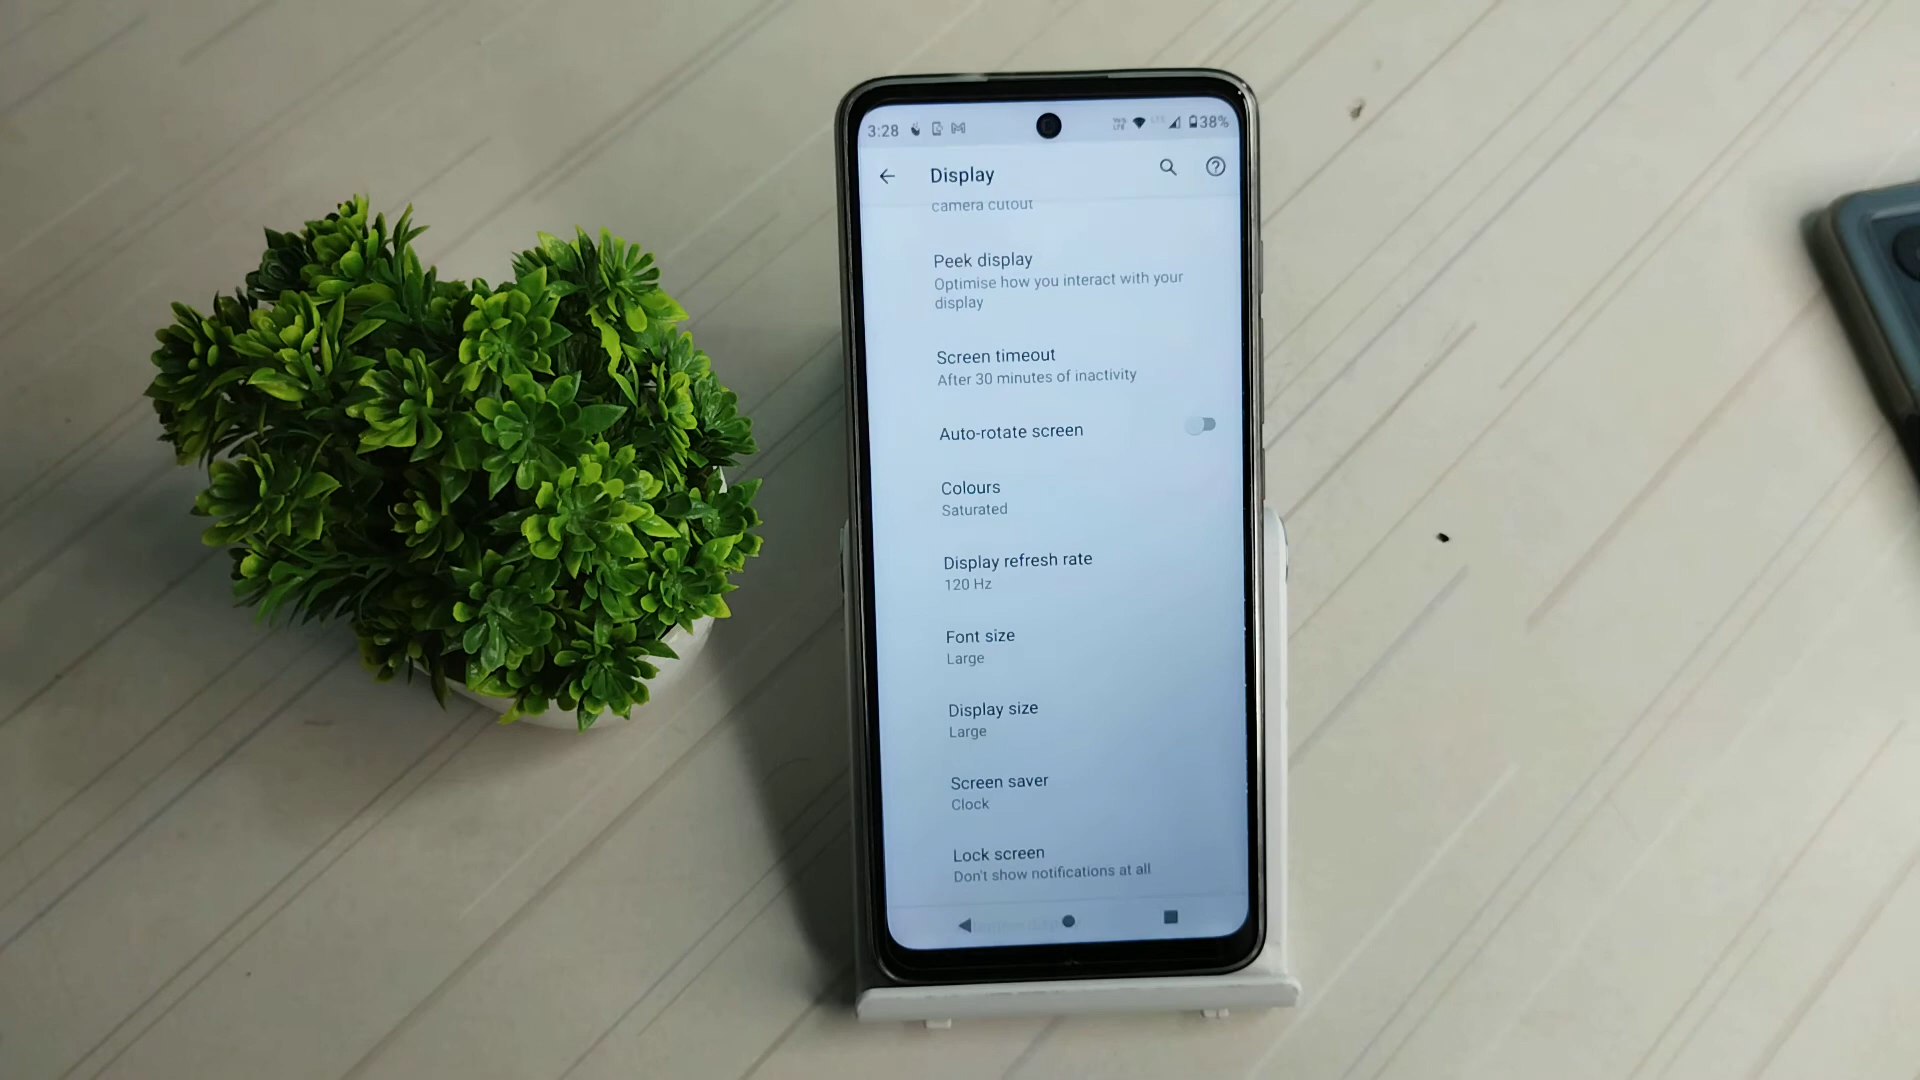 3:28
38%
Display
camera cutout
Peek display
Optimise how you interact with your
display
Screen timeout
After 30 minutes of inactivity
Auto-rotate screen
Colours
Saturated
Display refresh rate
120 Hz
Font size
Large
Display size
Large
Screen saver
Clock
Lock screen
Don't show notifications at all